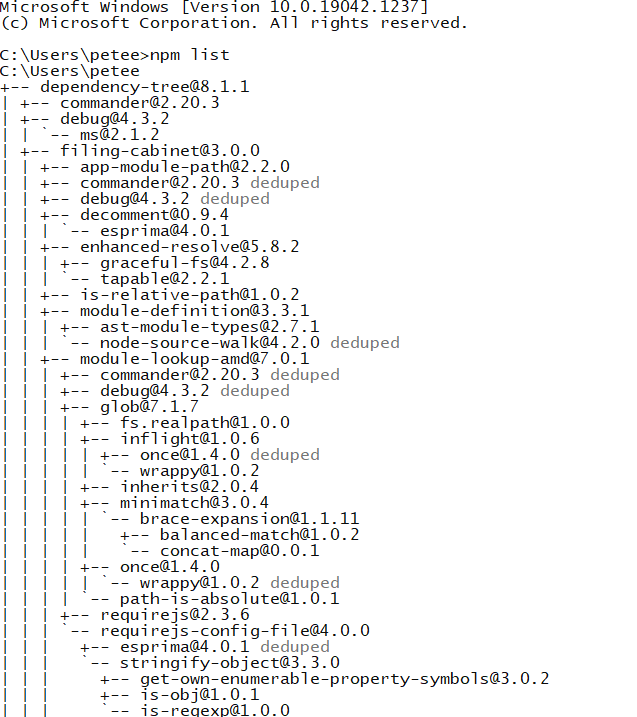 Microsoft Windows [Version 10.0.19042.1237]
(c) Microsoft Corporation. All rights reserved.
C:\Users\petee>npm list
C:\Users\petee
+-- dependency-tree@8.1.1
| +-- commander@2.20.3
| +-- debug@4.3.2
| | `-- ms@2.1.2
| +-- filing-cabinet@3.0.0
| | +-- app-module-path@2.2.0
| | +-- commander@2.20.3 deduped
| | +-- debug@4.3.2 deduped
| | +-- decomment@0.9.4
| | | `-- esprima@4.0.1
| | +-- enhanced-resolve@5.8.2
| | | +-- graceful-fs@4.2.8
| | | `-- tapable@2.2.1
| | +-- is-relative-path@1.0.2
| | +-- module-definition@3.3.1
| | | +-- ast-module-types@2.7.1
| | | `-- node-source-walk@4.2.0 deduped
| | +-- module-lookup-amd@7.0.1
| | | +-- commander@2.20.3 deduped
| | | +-- debug@4.3.2 deduped
| | | +-- glob@7.1.7
| | | | +-- fs.realpath@1.0.0
| | | | +-- inflight@1.0.6
| | | | | +-- once@1.4.0 deduped
| | | | | `-- wrappy@1.0.2
| | | | +-- inherits@2.0.4
| | | | +-- minimatch@3.0.4
| | | | | `-- brace-expansion@1.1.11
| | | | |   +-- balanced-match@1.0.2
| | | | |   `-- concat-map@0.0.1
| | | | +-- once@1.4.0
| | | | | `-- wrappy@1.0.2 deduped
| | | | `-- path-is-absolute@1.0.1
| | | +-- requirejs@2.3.6
| | | `-- requirejs-config-file@4.0.0
| | |   +-- esprima@4.0.1 deduped
| | |   `-- stringify-object@3.3.0
| | |     +-- get-own-enumerable-property-symbols@3.0.2
| | |     +-- is-obj@1.0.1
| | |     `-- is-regexp@1.0.0